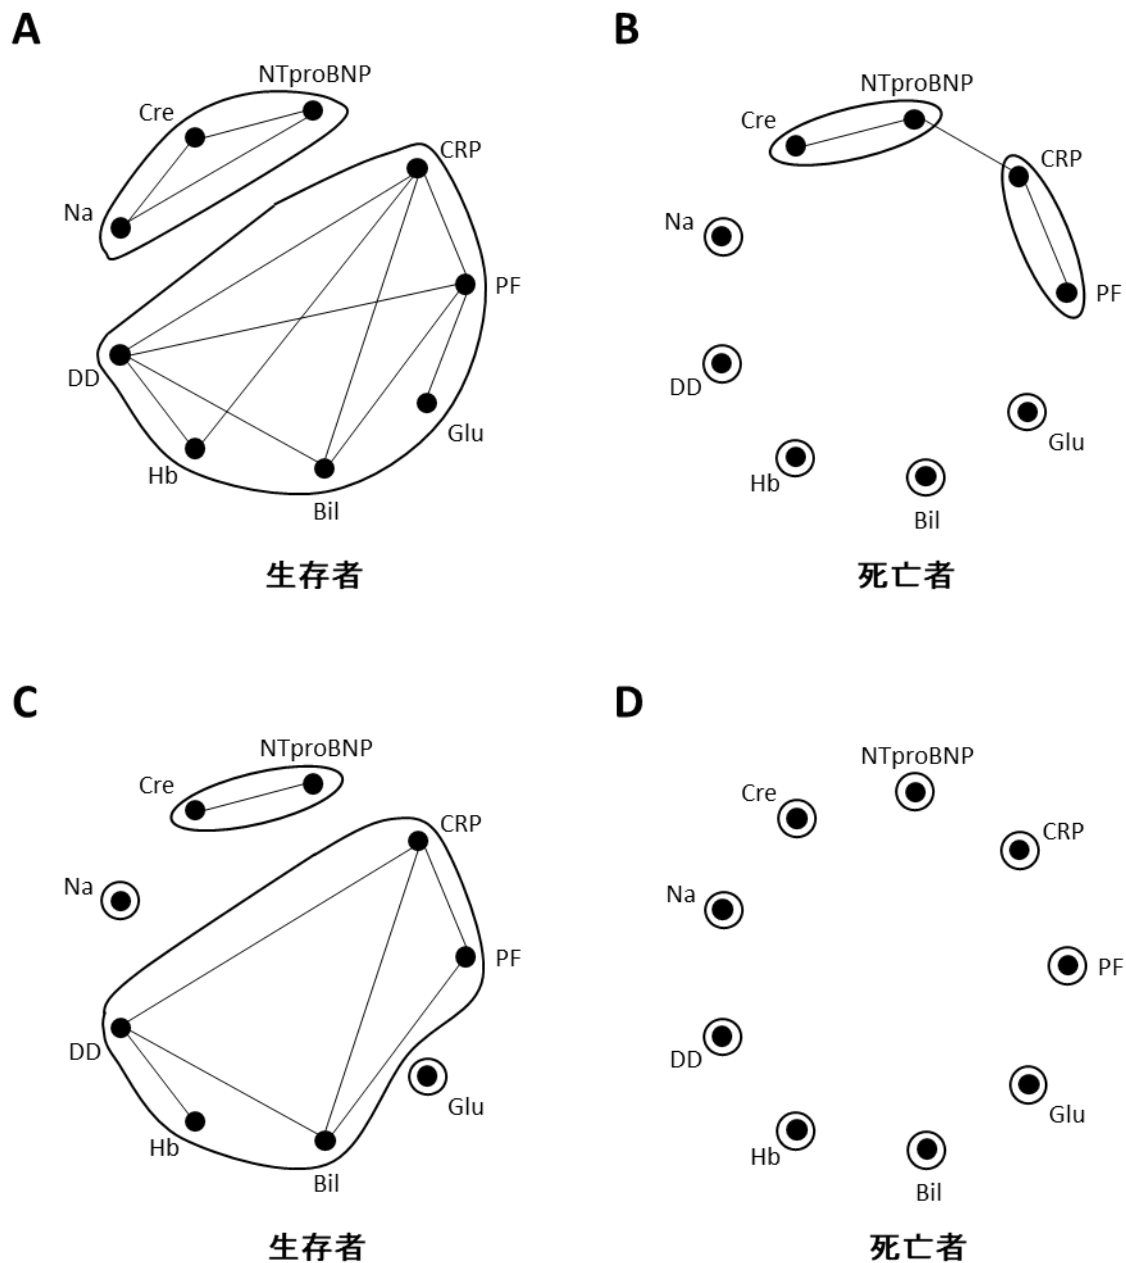 A
NTproBNP
Cre
CRP
Na
PF
DD
Glu
Hb
Bil
生存者
B
NTproBNP
Cre
CRP
Na
PF
DD
Glu
Hb
Bil
死亡者
C
NTproBNP
Cre
CRP
Na
PF
DD
Glu
Hb
Bil
生存者
D
NTproBNP
Cre
CRP
Na
PF
DD
Glu
Hb
Bil
死亡者